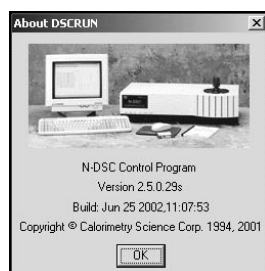 About DSCRUN
N-DSC Control Program
Version 2.5.0.29s
Build: Jun 25 2002,11:07:53
Copyright © Calorimetry Science Corp. 1994, 2001
OK